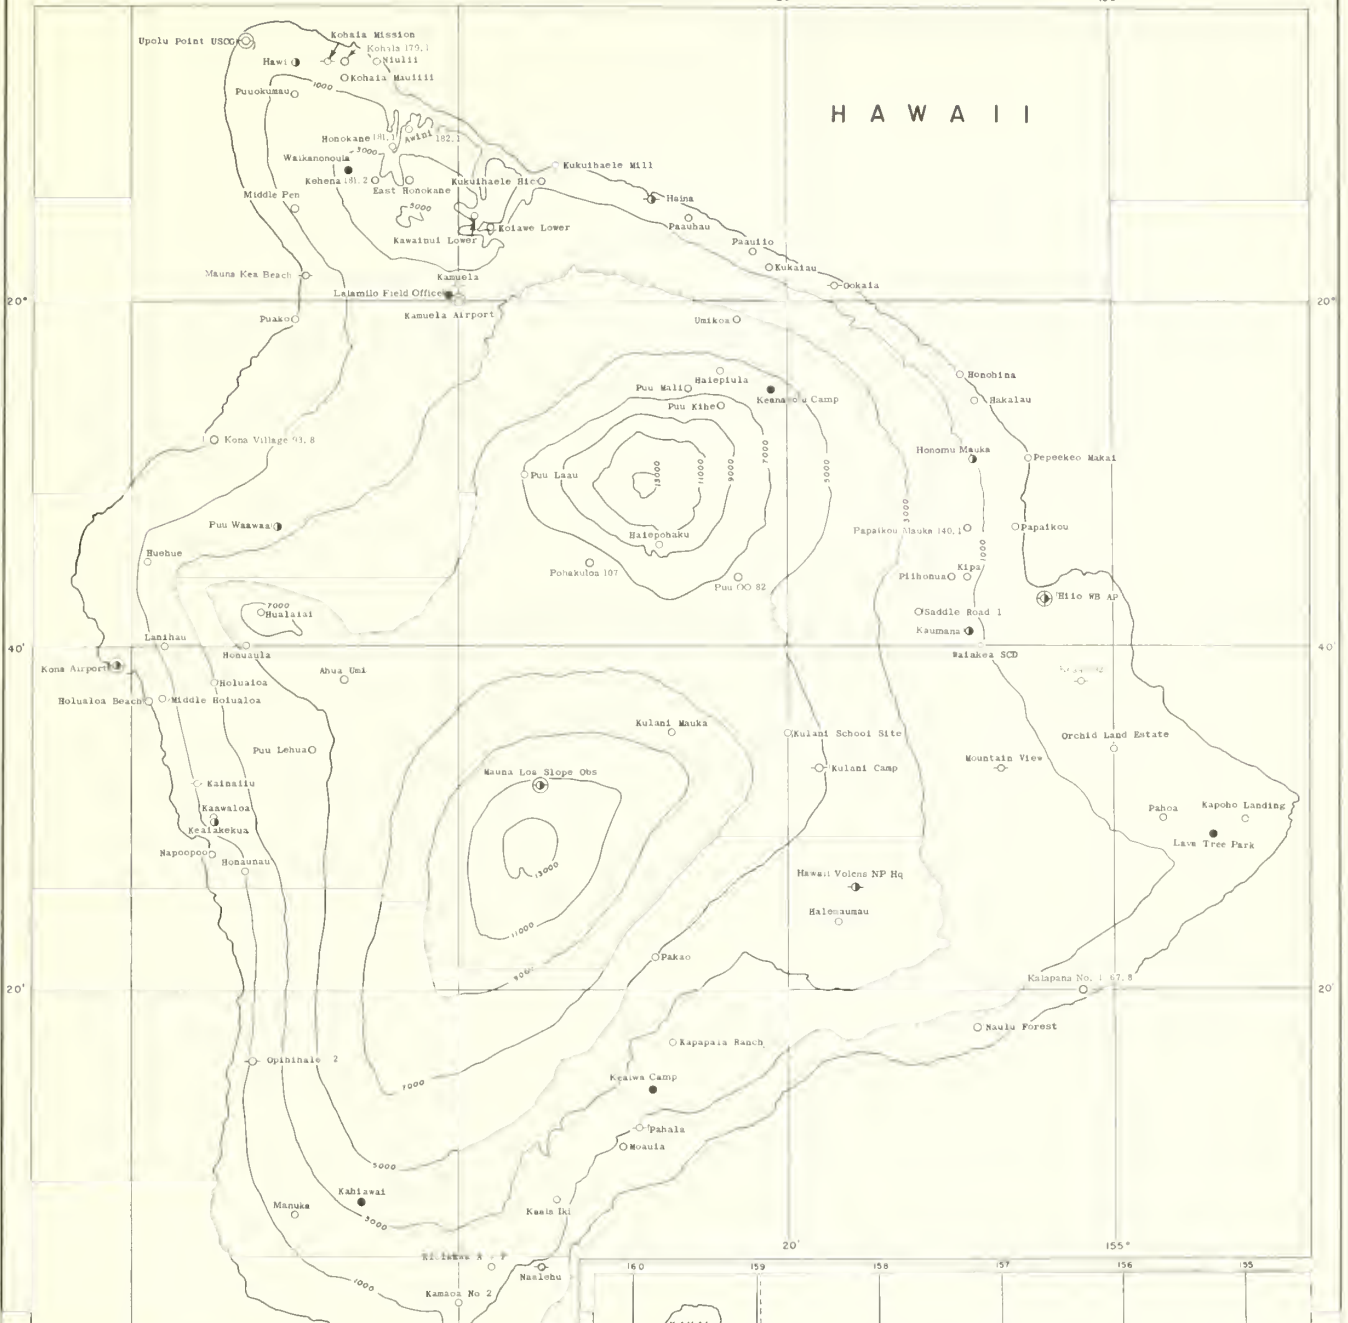 HAWAII
Upolu Point USCG
Kohala Mission
Kohala 179.1
Niulii
Hawi
Kohala Maulili
Puuokumau
1000
Honokane 181.1
Awini 182.1
3000
Waikanonoula
Kehena 181.2
East Honokane
Kukuihaele Mill
Kukuihaele Hic
Middle Pen
5000
Haina
Paauhau
Koiawe Lower
Kawainui Lower
Paauilo
Kukaiau
Mauna Kea Beach
Kamuela
Ookala
Lalamilo Field Office
Kamuela Airport
20°
20°
Puako
Umikoa
Halepiula
Puu Mali
Keanakolu Camp
Puu Kihe
Honohina
Hakalau
Kona Village 93.8
Honomu Mauka
Pepeekeo Makai
Puu Laau
13000
11000
9000
7000
5000
3000
Puu Waawaa
Papaikou Mauka 140.1
Papaikou
Halepohaku
1000
Huehue
Pohakuloa 107
Puu OO 82
Kipa
Piihonua
Hilo WB AP
7000
Hualalai
Saddle Road 1
Kaumana
Lanihau
40'
Honuaula
Waiakea SCD
Kona Airport
Ahua Umi
Holualoa
Holualoa Beach
Middle Holualoa
Kulani Mauka
Kulani School Site
Orchid Land Estate
Puu Lehua
Mountain View
Kulani Camp
Mauna Loa Slope Obs
Kainaliu
Kaawaloa
Kealakekua
Pahoa
Kapoho Landing
Lava Tree Park
Napoopoo
Honaunau
13000
Hawaii Volcns NP Hq
Halemaumau
11000
Pakao
9000
Kalapana No. 1 67.8
20'
20'
Naulu Forest
Kapapala Ranch
Opihihale 2
Keaiwa Camp
7000
Pahala
Moaula
5000
Kahiawai
Manuka
3000
Kaala Iki
20'
155°
Naalehu
160
159
158
157
156
155
1000
Kamaoa No 2